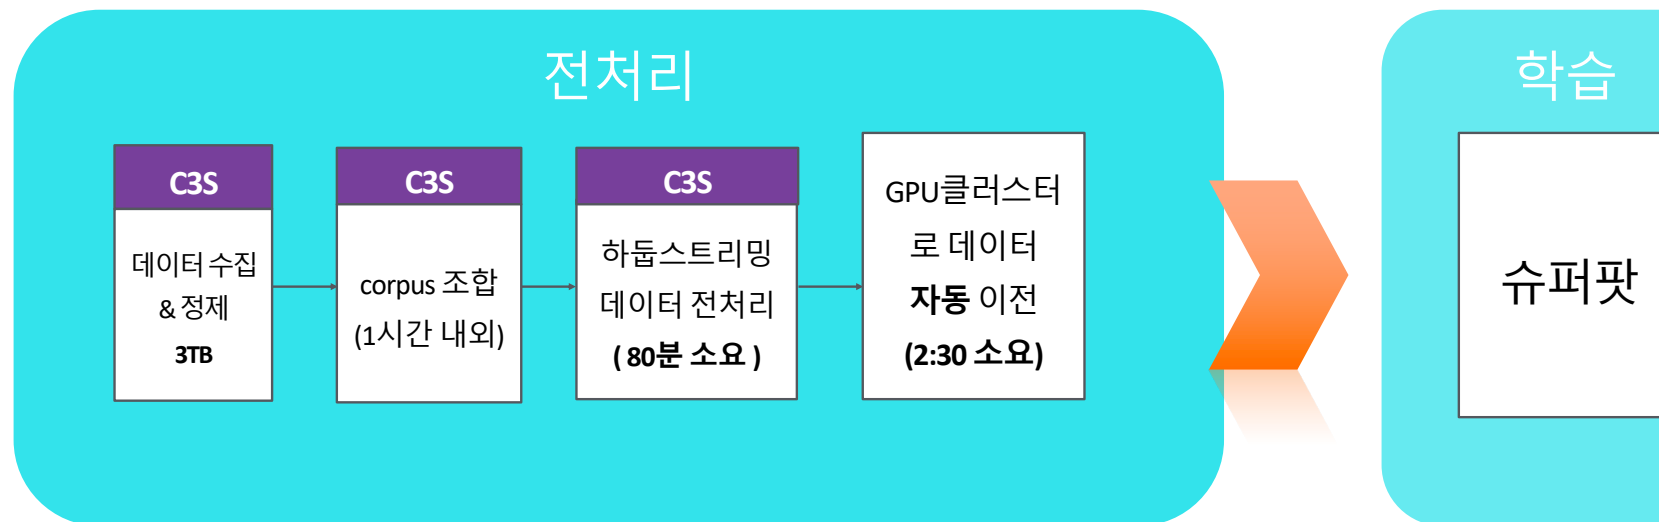 전처리
C3S
데이터 수집
& 정제
3TB
C3S
corpus 조합
(1시간 내외)
C3S
하둡스트리밍
데이터 전처리
( 80분 소요 )
GPU클러스터
로 데이터
자동 이전
(2:30 소요)
학습
슈퍼팟